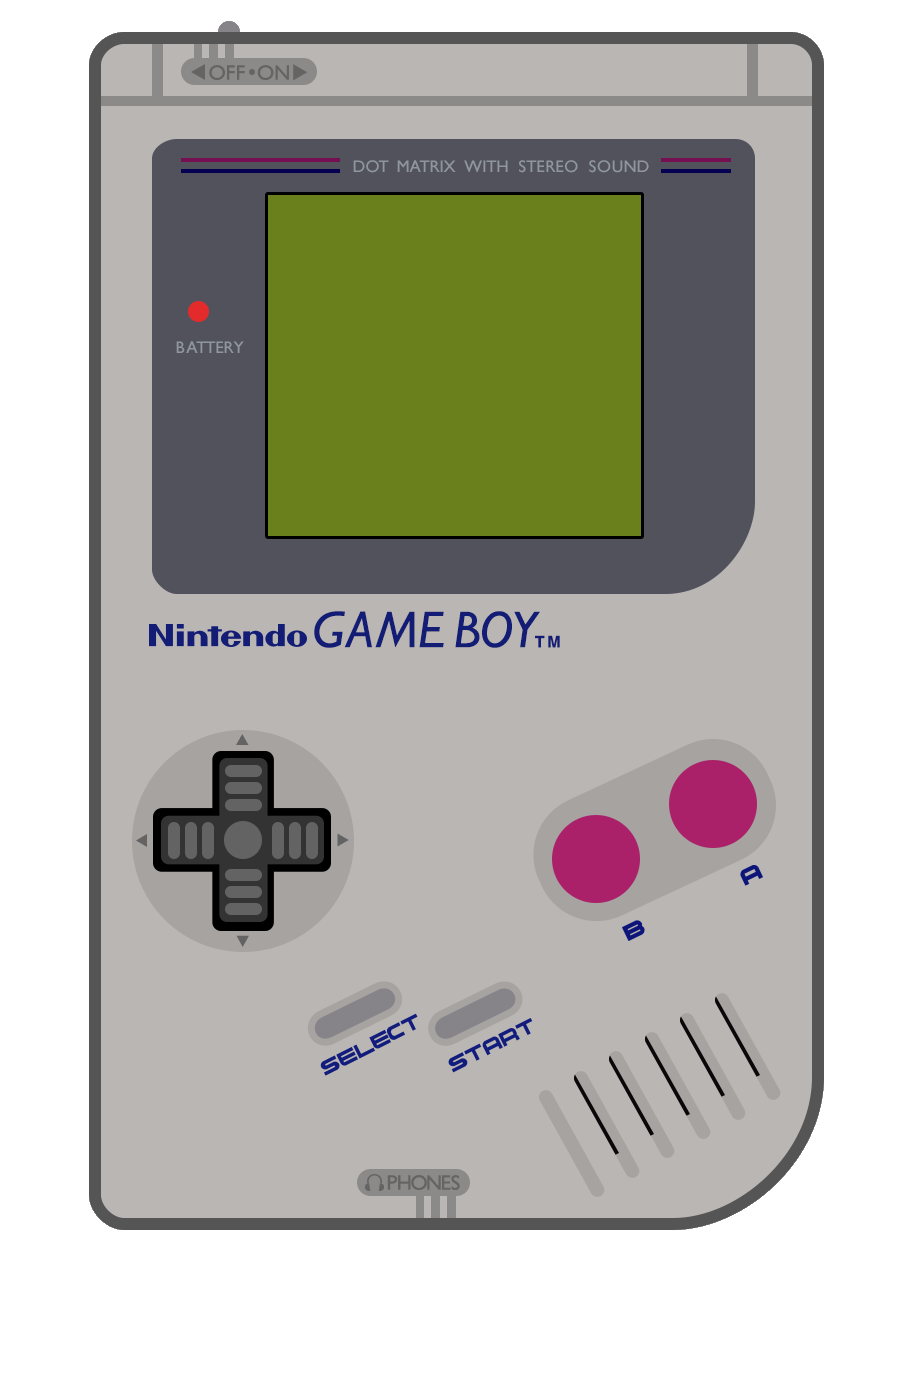 OFF•ON
DOT MATRIX WITH STEREO SOUND
BATTERY
Nintendo GAME BOY TM
A
B
SELECT
START
PHONES